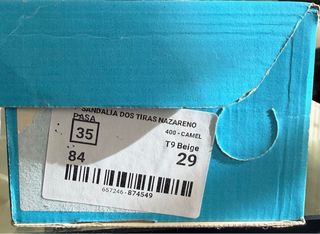 SANDALIA DOS TIRAS NAZARENO
PASA
35
400 - CAMEL
T9 Beige
84
29
657246 - 874549